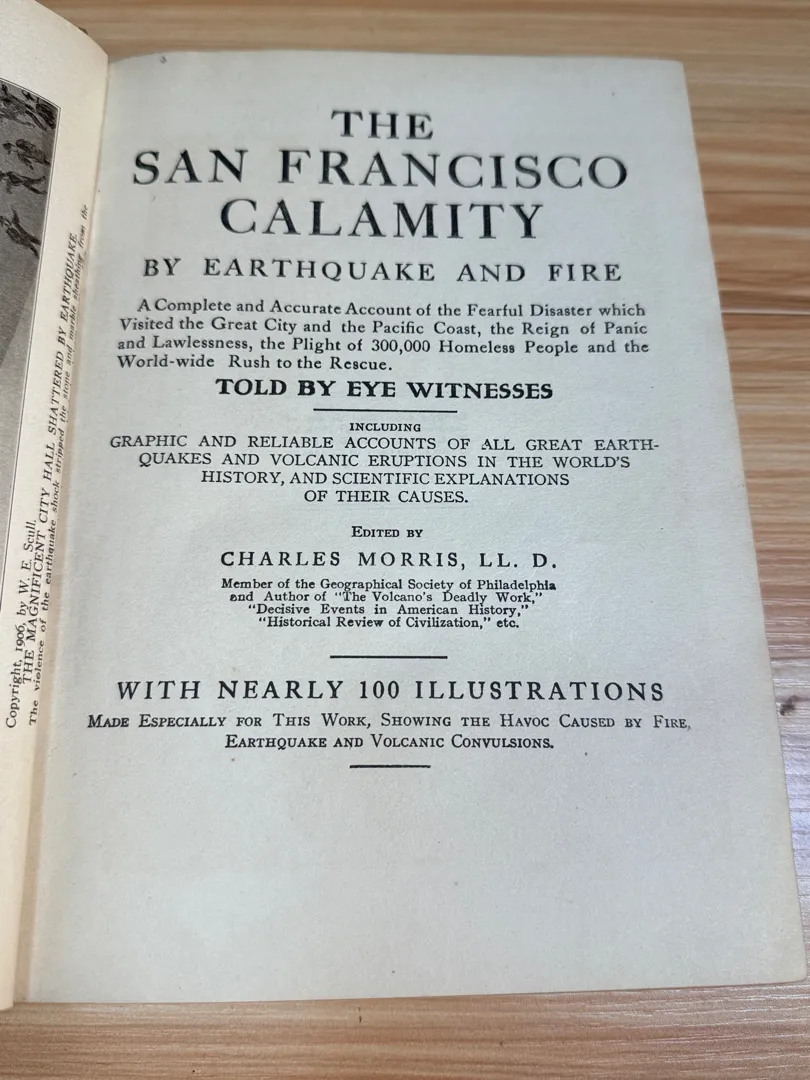 Copyright, 1906, by W. E. Scull.
THE MAGNIFICENT CITY HALL SHATTERED BY EARTHQUAKE
The violence of the earthquake shock stripped the stone and marble sheathing from the
THE
SAN FRANCISCO
CALAMITY
BY EARTHQUAKE AND FIRE
A Complete and Accurate Account of the Fearful Disaster which
Visited the Great City and the Pacific Coast, the Reign of Panic
and Lawlessness, the Plight of 300,000 Homeless People and the
World-wide Rush to the Rescue.
TOLD BY EYE WITNESSES
INCLUDING
GRAPHIC AND RELIABLE ACCOUNTS OF ALL GREAT EARTH-
QUAKES AND VOLCANIC ERUPTIONS IN THE WORLD'S
HISTORY, AND SCIENTIFIC EXPLANATIONS
OF THEIR CAUSES.
EDITED BY
CHARLES MORRIS, LL. D.
Member of the Geographical Society of Philadelphia
and Author of "The Volcano's Deadly Work,"
"Decisive Events in American History,"
"Historical Review of Civilization," etc.
WITH NEARLY 100 ILLUSTRATIONS
MADE ESPECIALLY FOR THIS WORK, SHOWING THE HAVOC CAUSED BY FIRE,
EARTHQUAKE AND VOLCANIC CONVULSIONS.